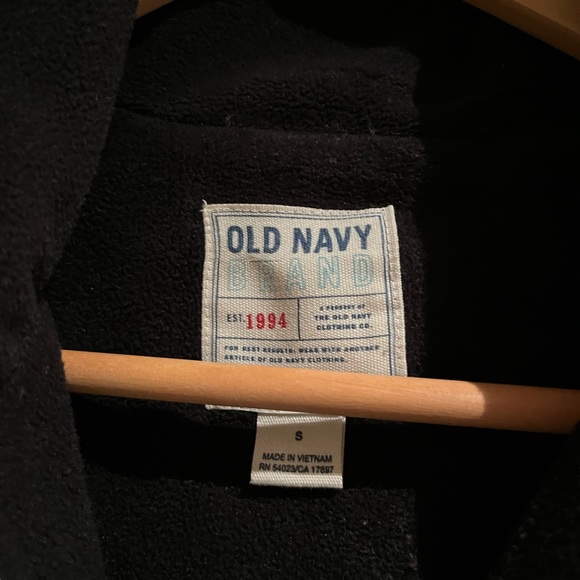 OLD NAVY
BRAND
EST. 1994
A PROPERTY OF
THE OLD NAVY
CLOTHING CO.
FOR BEST RESULTS: WEAR WITH ANOTHER
ARTICLE OF OLD NAVY CLOTHING.
S
MADE IN VIETNAM
RN 54023/CA 17897